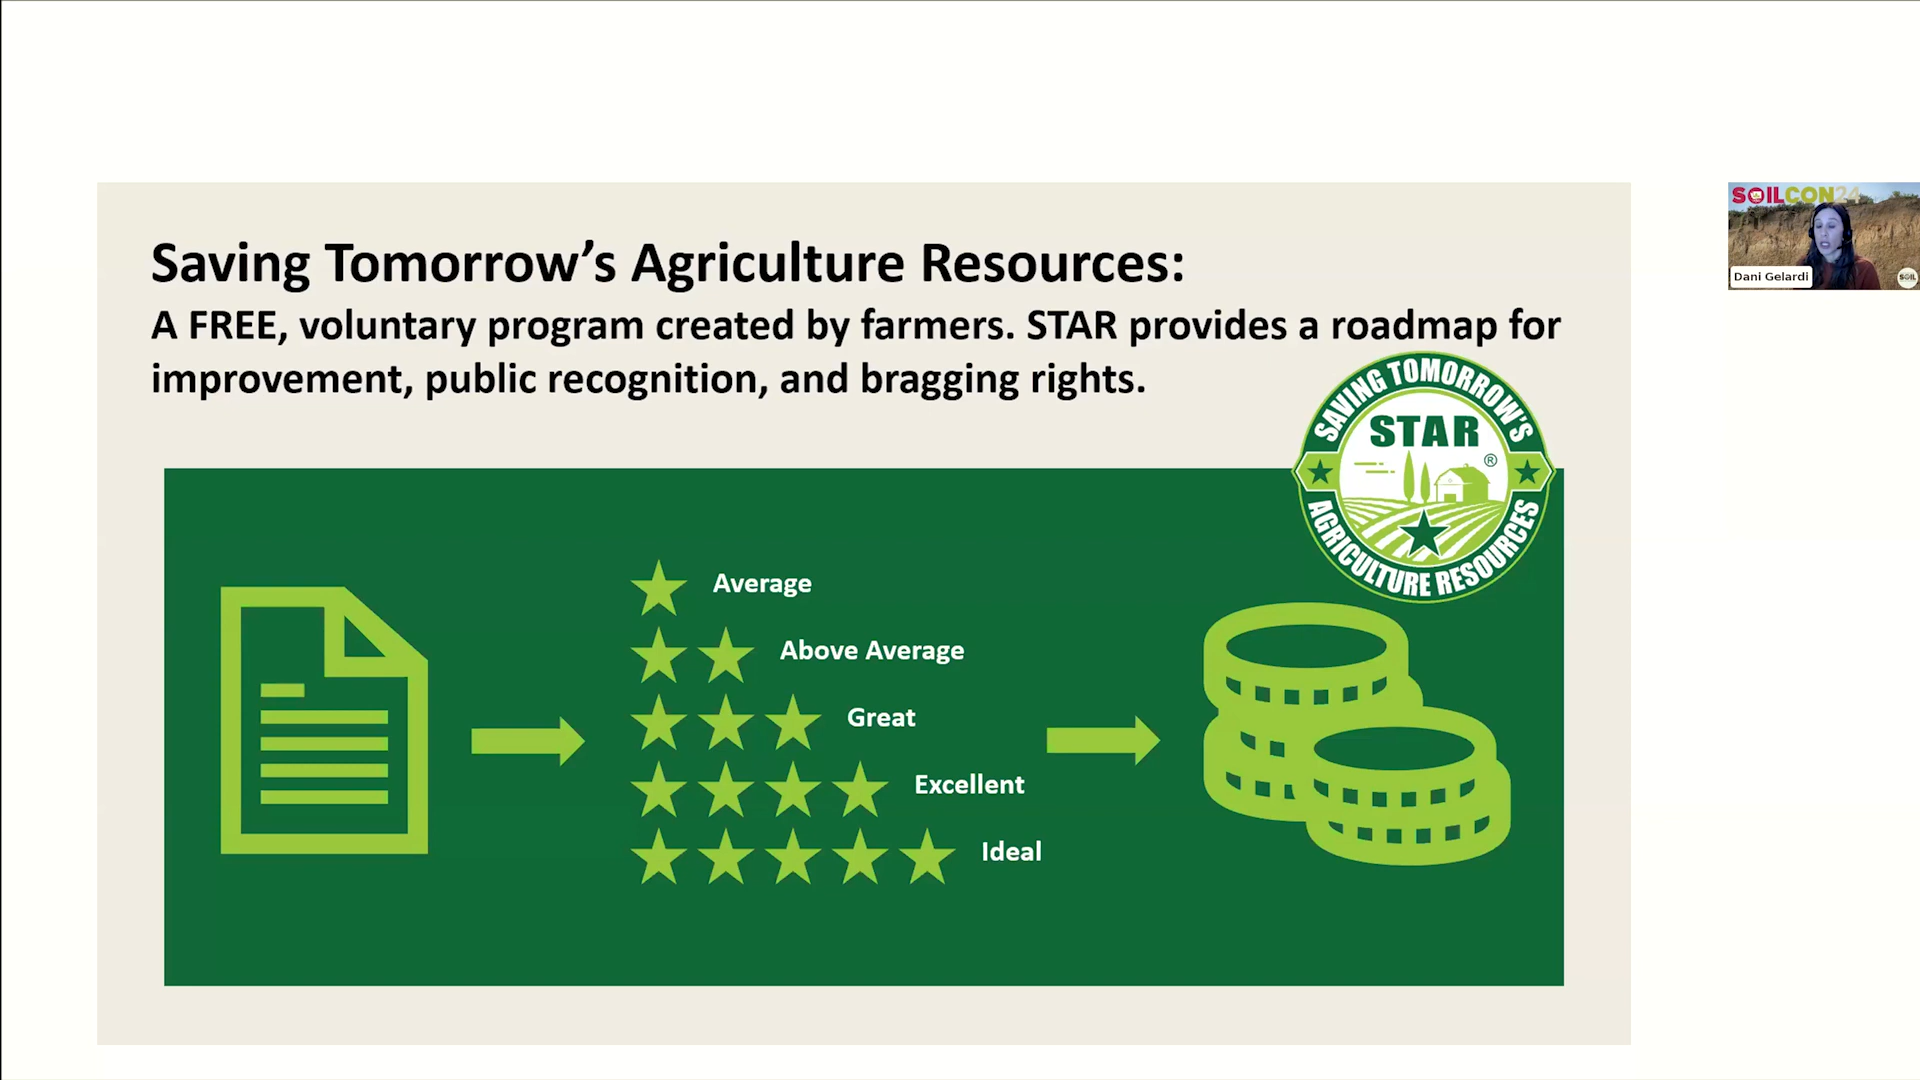 Saving Tomorrow’s Agriculture Resources:
A FREE, voluntary program created by farmers. STAR provides a roadmap for
improvement, public recognition, and bragging rights.
SAVING TOMORROW'S
STAR
®
AGRICULTURE RESOURCES
Average
Above Average
Great
Excellent
Ideal
SOILCON24
Dani Gelardi
SOIL